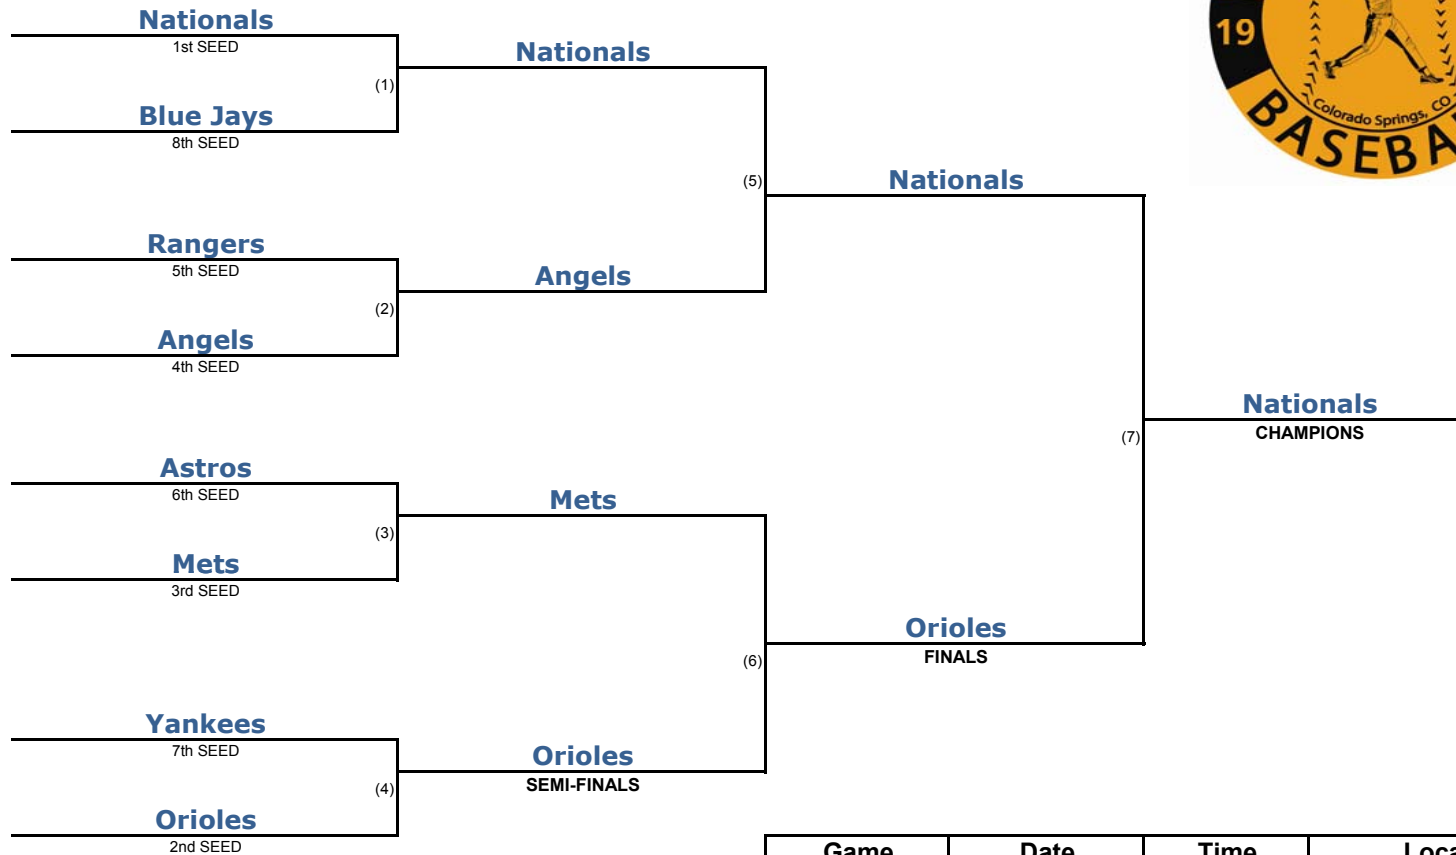 Nationals
1st SEED
(1)
Blue Jays
8th SEED
Nationals
(5)
Rangers
5th SEED
(2)
Angels
4th SEED
Angels
Nationals
Astros
6th SEED
(3)
Mets
3rd SEED
Mets
(6)
Yankees
7th SEED
(4)
Orioles
2nd SEED
Orioles
SEMI-FINALS
Orioles
FINALS
(7)
Nationals
CHAMPIONS
19
Colorado Springs, CO
Game Date Time